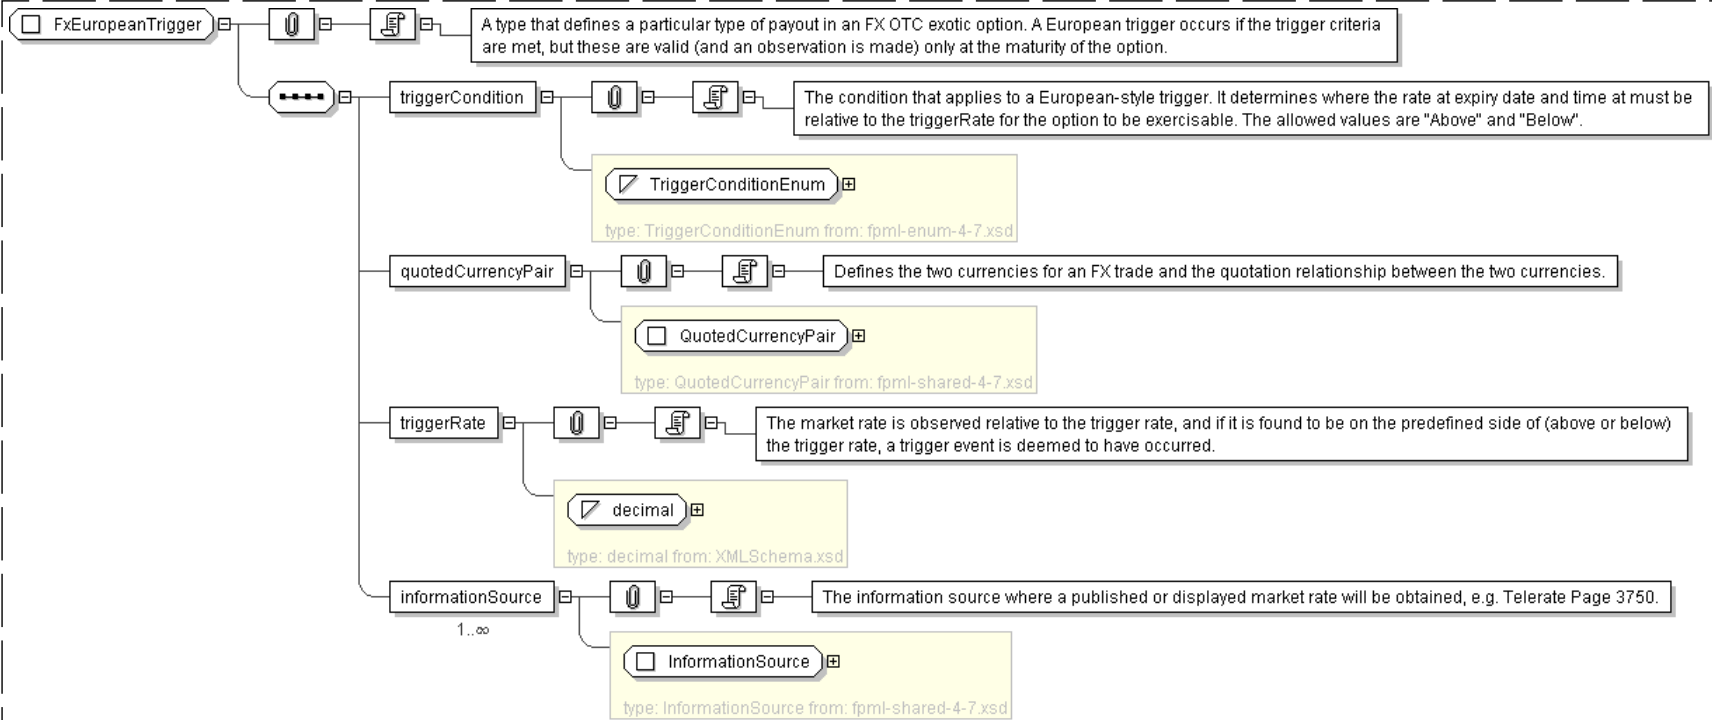 FxEuropeanTrigger
A type that defines a particular type of payout in an FX OTC exotic option. A European trigger occurs if the trigger criteria
are met, but these are valid (and an observation is made) only at the maturity of the option.
triggerCondition
The condition that applies to a European-style trigger. It determines where the rate at expiry date and time at must be
relative to the triggerRate for the option to be exercisable. The allowed values are "Above" and "Below".
TriggerConditionEnum
type: TriggerConditionEnum from: fpml-enum-4-7.xsd
quotedCurrencyPair
Defines the two currencies for an FX trade and the quotation relationship between the two currencies.
QuotedCurrencyPair
type: QuotedCurrencyPair from: fpml-shared-4-7.xsd
triggerRate
The market rate is observed relative to the trigger rate, and if it is found to be on the predefined side of (above or below)
the trigger rate, a trigger event is deemed to have occurred.
decimal
type: decimal from: XMLSchema.xsd
informationSource
The information source where a published or displayed market rate will be obtained, e.g. Telerate Page 3750.
1..∞
InformationSource
type: InformationSource from: fpml-shared-4-7.xsd